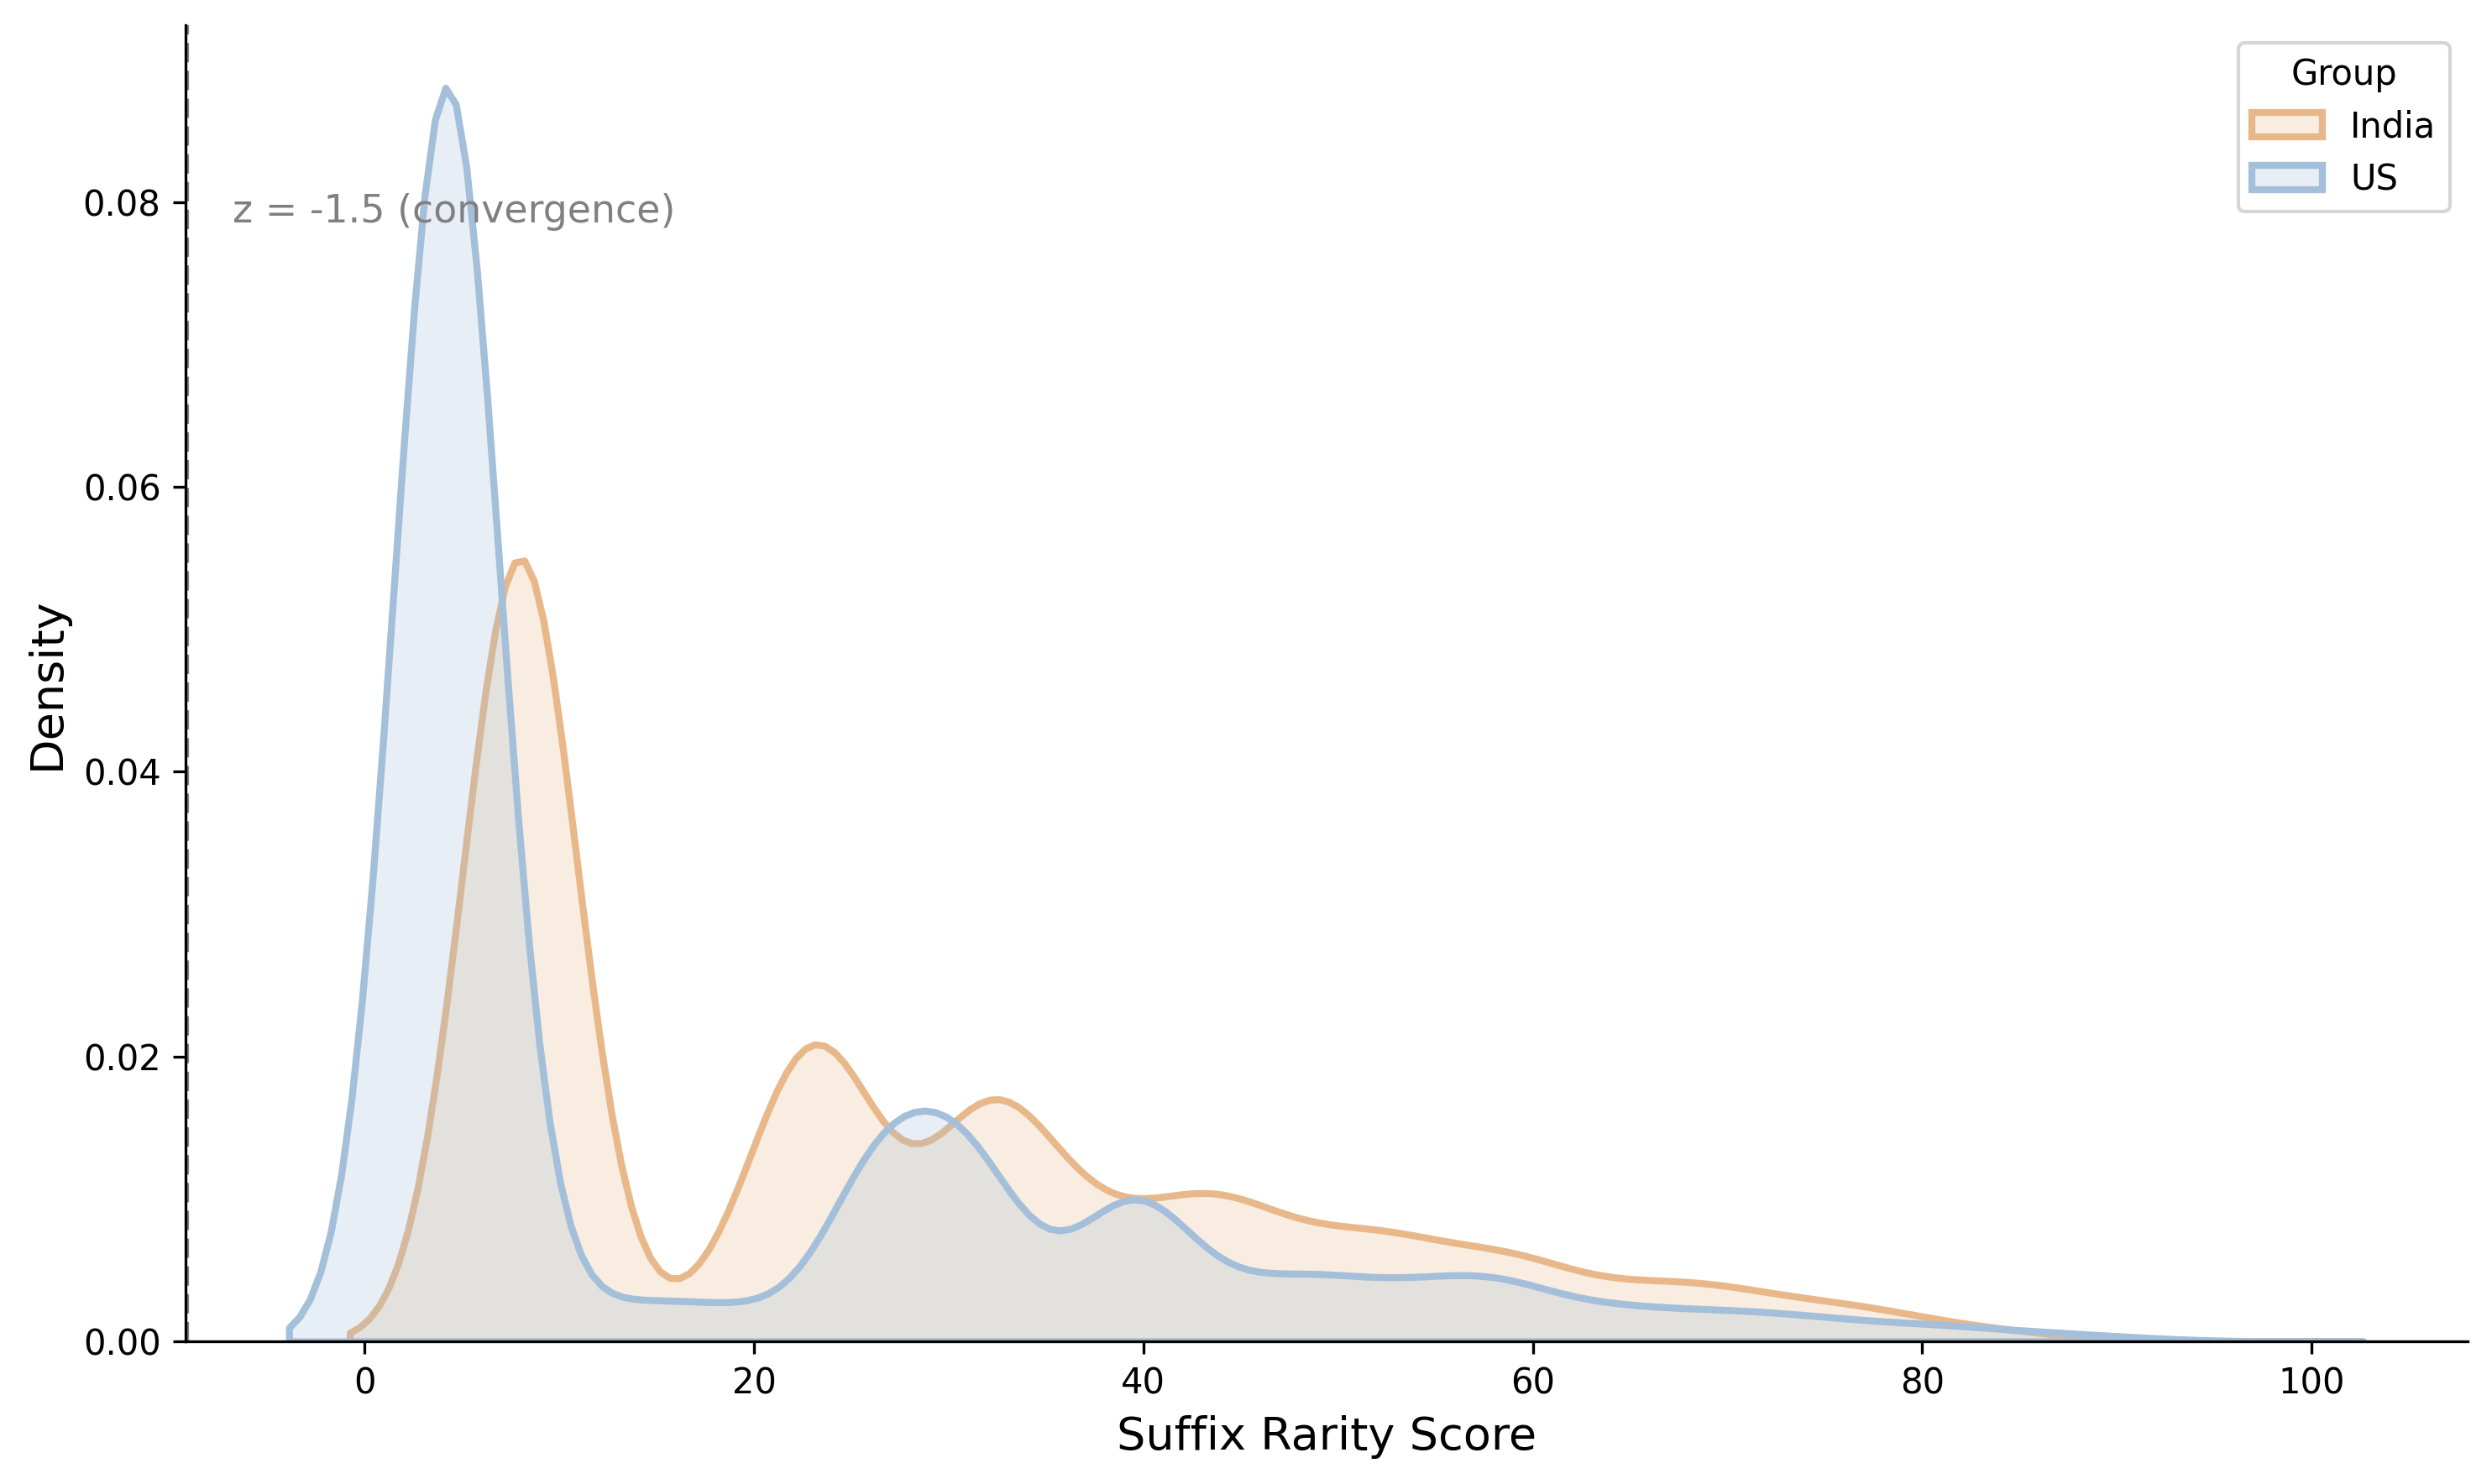 Group
India
US
z = -1.5 (convergence)
Density
0.08
0.06
0.04
0.02
0.00
0 20 40 60 80 100
Suffix Rarity Score